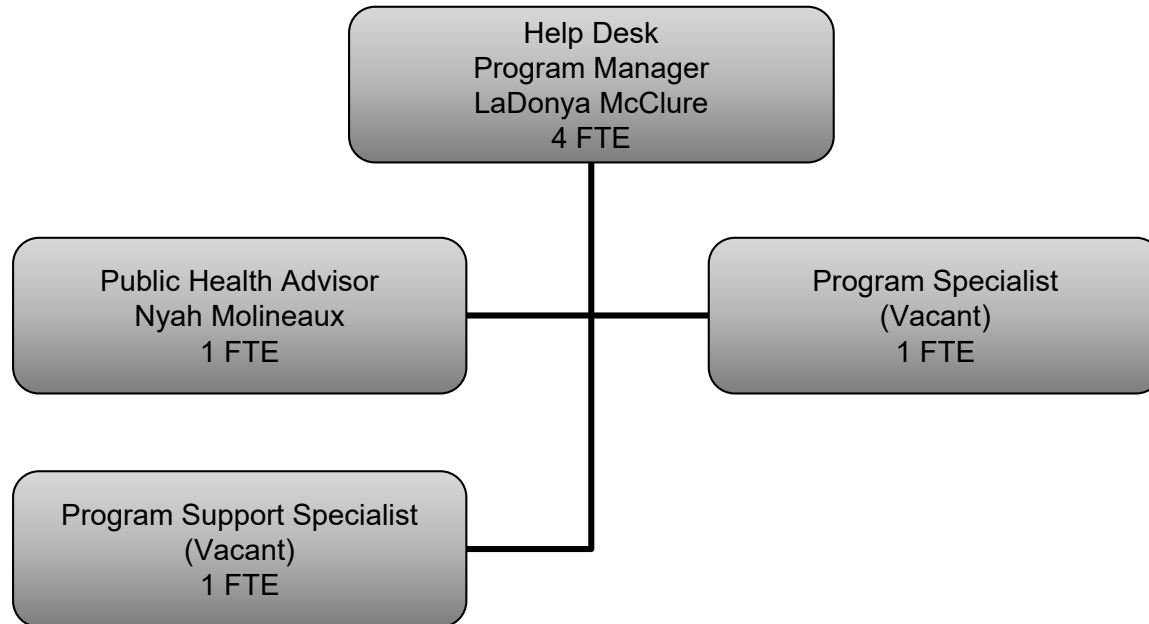 Help Desk
Program Manager
LaDonya McClure
4 FTE
Public Health Advisor
Nyah Molineaux
1 FTE
Program Specialist
(Vacant)
1 FTE
Program Support Specialist
(Vacant)
1 FTE